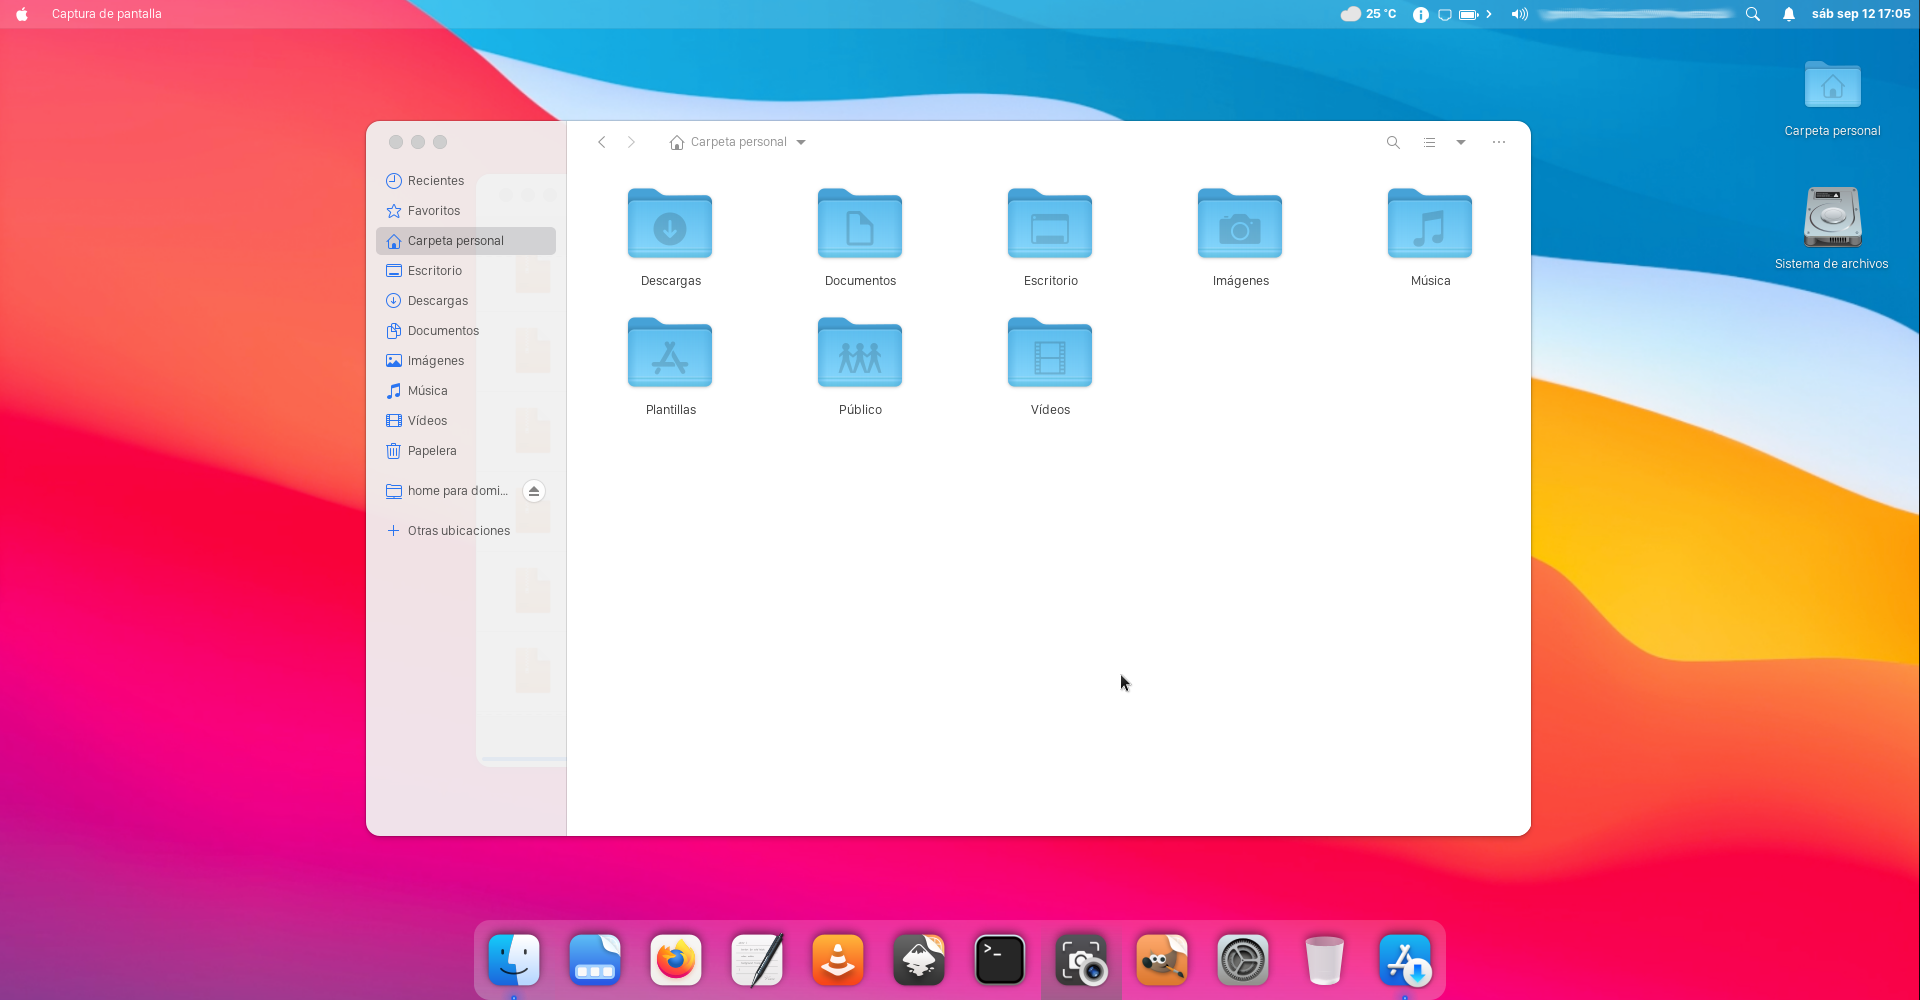 Captura de pantalla
25 °C
sáb sep 12 17:05
Carpeta personal
Sistema de archivos
Carpeta personal
Recientes
Favoritos
Carpeta personal
Escritorio
Descargas
Documentos
Imágenes
Música
Vídeos
Papelera
home para domi...
Otras ubicaciones
Descargas
Documentos
Escritorio
Imágenes
Música
Plantillas
Público
Vídeos
>_